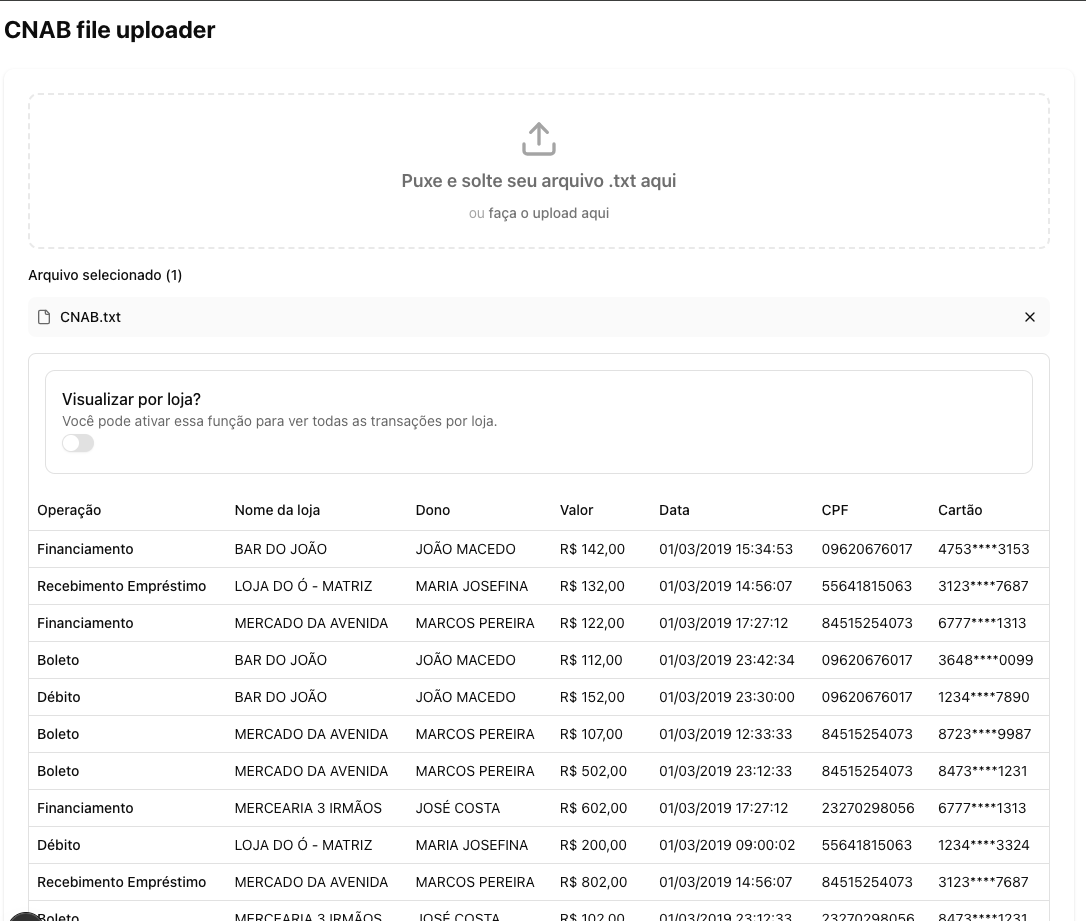 CNAB file uploader
Puxe e solte seu arquivo .txt aqui
ou faça o upload aqui
Arquivo selecionado (1)
CNAB.txt
Visualizar por loja?
Você pode ativar essa função para ver todas as transações por loja.
Operação Nome da loja Dono Valor Data CPF Cartão
Financiamento BAR DO JOÃO JOÃO MACEDO R$ 142,00 01/03/2019 15:34:53 09620676017 4753****3153
Recebimento Empréstimo LOJA DO Ó - MATRIZ MARIA JOSEFINA R$ 132,00 01/03/2019 14:56:07 55641815063 3123****7687
Financiamento MERCADO DA AVENIDA MARCOS PEREIRA R$ 122,00 01/03/2019 17:27:12 84515254073 6777****1313
Boleto BAR DO JOÃO JOÃO MACEDO R$ 112,00 01/03/2019 23:42:34 09620676017 3648****0099
Débito BAR DO JOÃO JOÃO MACEDO R$ 152,00 01/03/2019 23:30:00 09620676017 1234****7890
Boleto MERCADO DA AVENIDA MARCOS PEREIRA R$ 107,00 01/03/2019 12:33:33 84515254073 8723****9987
Boleto MERCADO DA AVENIDA MARCOS PEREIRA R$ 502,00 01/03/2019 23:12:33 84515254073 8473****1231
Financiamento MERCEARIA 3 IRMÃOS JOSÉ COSTA R$ 602,00 01/03/2019 17:27:12 23270298056 6777****1313
Débito LOJA DO Ó - MATRIZ MARIA JOSEFINA R$ 200,00 01/03/2019 09:00:02 55641815063 1234****3324
Recebimento Empréstimo MERCADO DA AVENIDA MARCOS PEREIRA R$ 802,00 01/03/2019 14:56:07 84515254073 3123****7687
Boleto MERCEARIA 3 IRMÃOS JOSÉ COSTA R$ 102,00 01/03/2019 23:12:33 23270298056 8473****1231